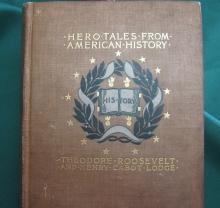 HERO·TALES·FROM
AMERICAN·HISTORY
HISTORY
THEODORE·ROOSEVELT
AND·HENRY·CABOT·LODGE